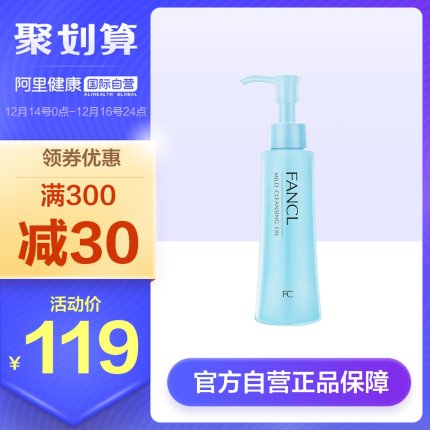 聚划算
阿里健康 国际自营
ALIHEALTH GLOBAL
12月14号0点-12月16号24点
领券优惠
满300
减30
活动价
¥119
FANCL
MILD CLEANSING OIL
FC
官方自营正品保障